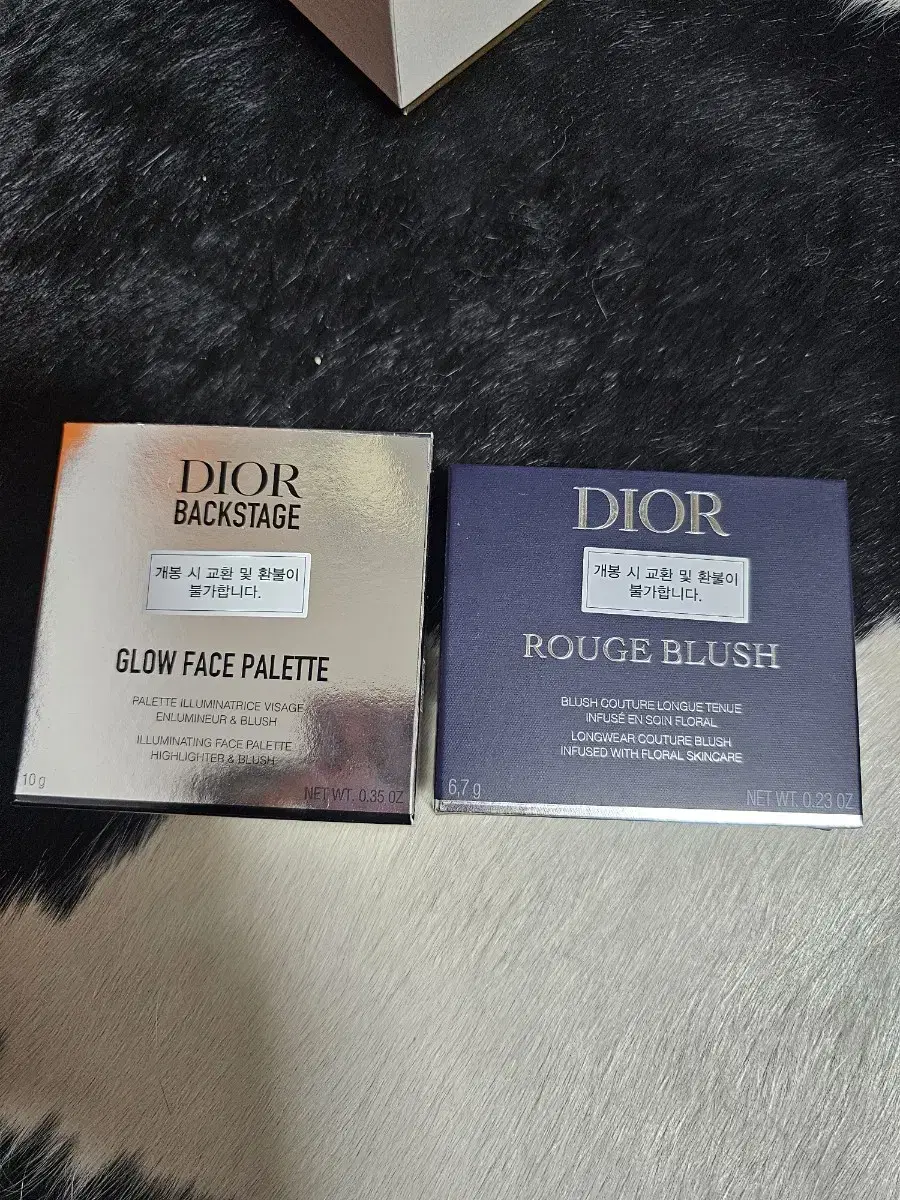 DIOR
BACKSTAGE
개봉 시 교환 및 환불이
불가합니다.
GLOW FACE PALETTE
PALETTE ILLUMINATRICE VISAGE
ENLUMINEUR & BLUSH
ILLUMINATING FACE PALETTE
HIGHLIGHTER & BLUSH
10 g
NET WT. 0.35 OZ
DIOR
개봉 시 교환 및 환불이
불가합니다.
ROUGE BLUSH
BLUSH COUTURE LONGUE TENUE
INFUSÉ EN SOIN FLORAL
LONGWEAR COUTURE BLUSH
INFUSED WITH FLORAL SKINCARE
6,7 g
NET WT. 0.23 OZ